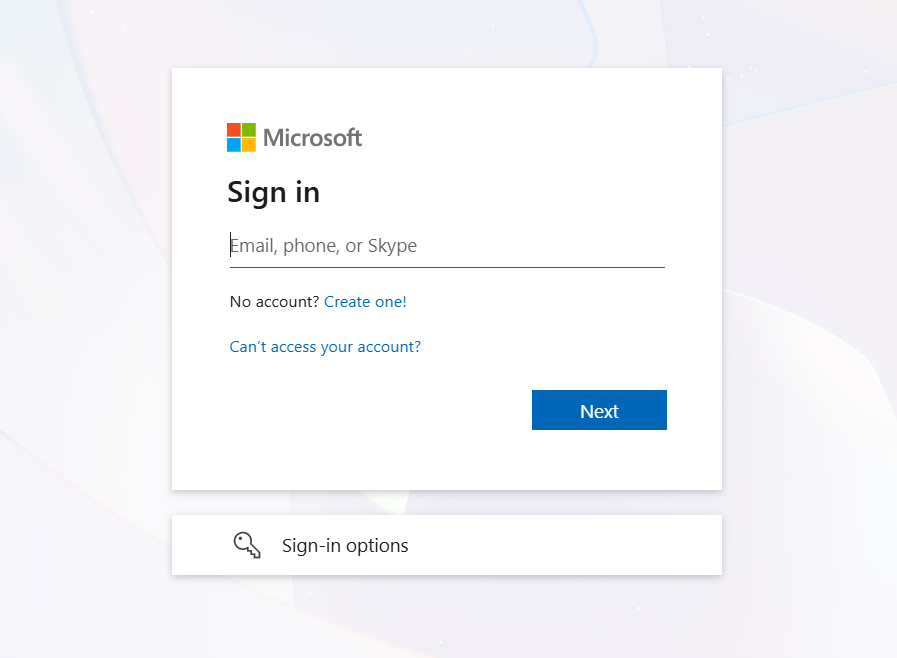 Microsoft
Sign in
Email, phone, or Skype
No account? Create one!
Can’t access your account?
Next
Sign-in options